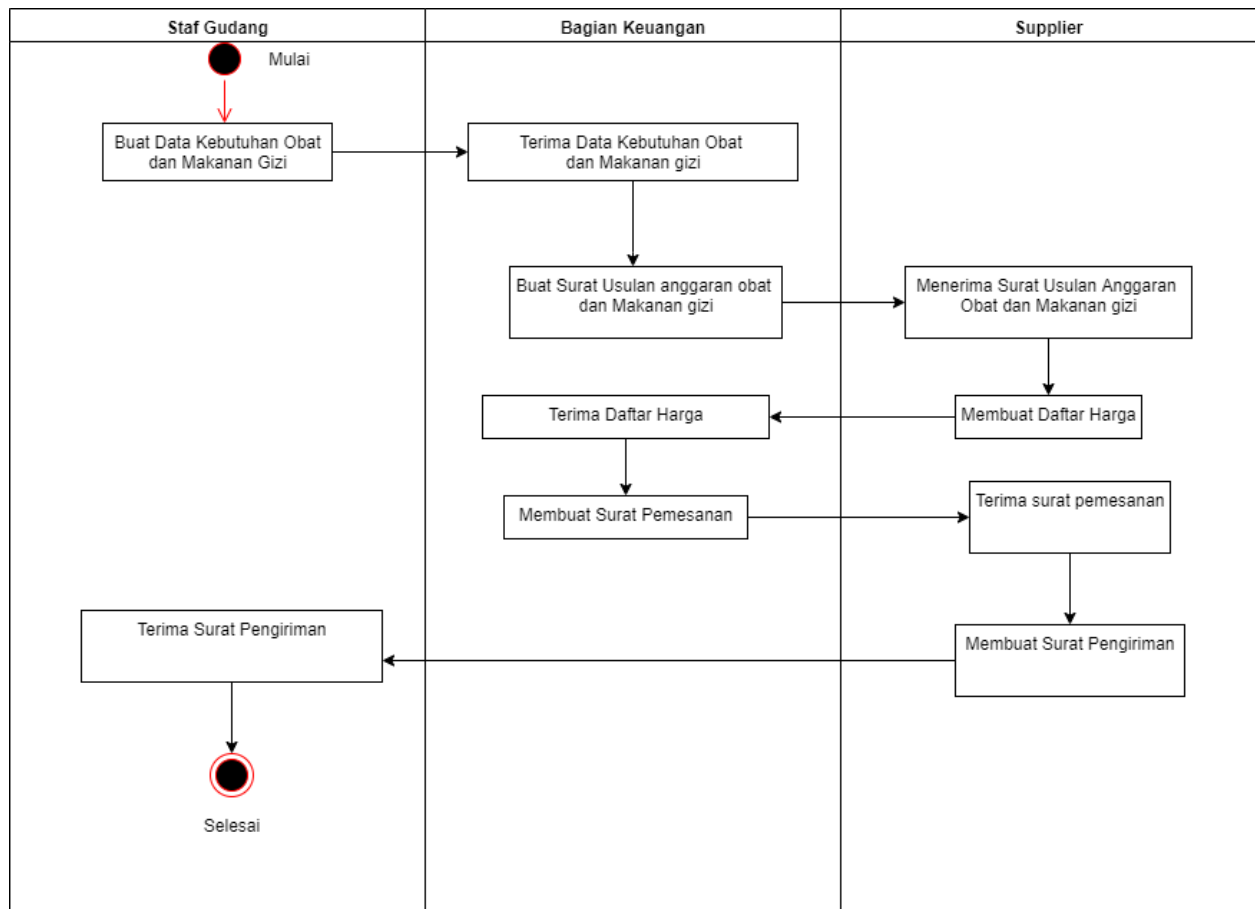 Staf Gudang
Bagian Keuangan
Supplier
Mulai
Buat Data Kebutuhan Obat
dan Makanan Gizi
Terima Data Kebutuhan Obat
dan Makanan gizi
Buat Surat Usulan anggaran obat
dan Makanan gizi
Menerima Surat Usulan Anggaran
Obat dan Makanan gizi
Terima Daftar Harga
Membuat Daftar Harga
Membuat Surat Pemesanan
Terima surat pemesanan
Terima Surat Pengiriman
Membuat Surat Pengiriman
Selesai